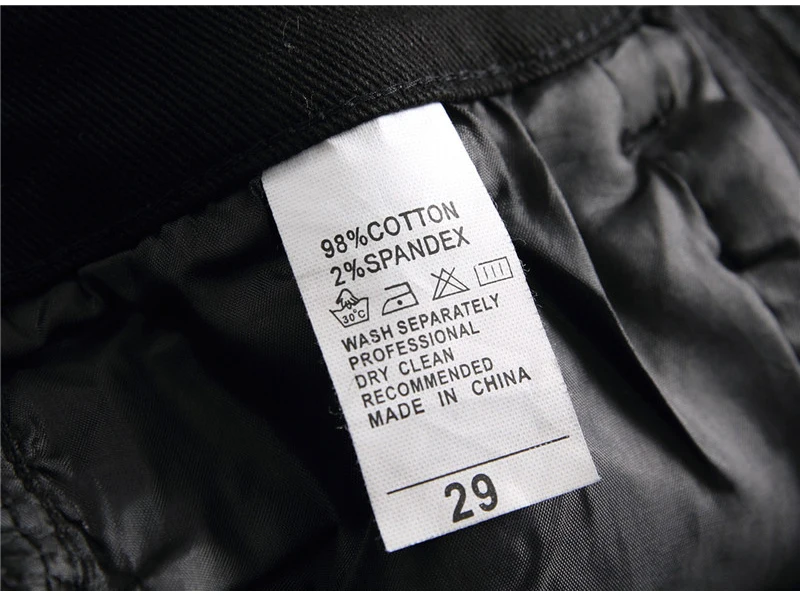 98%COTTON
2%SPANDEX
30°C
WASH SEPARATELY
PROFESSIONAL
DRY CLEAN
RECOMMENDED
MADE IN CHINA
29